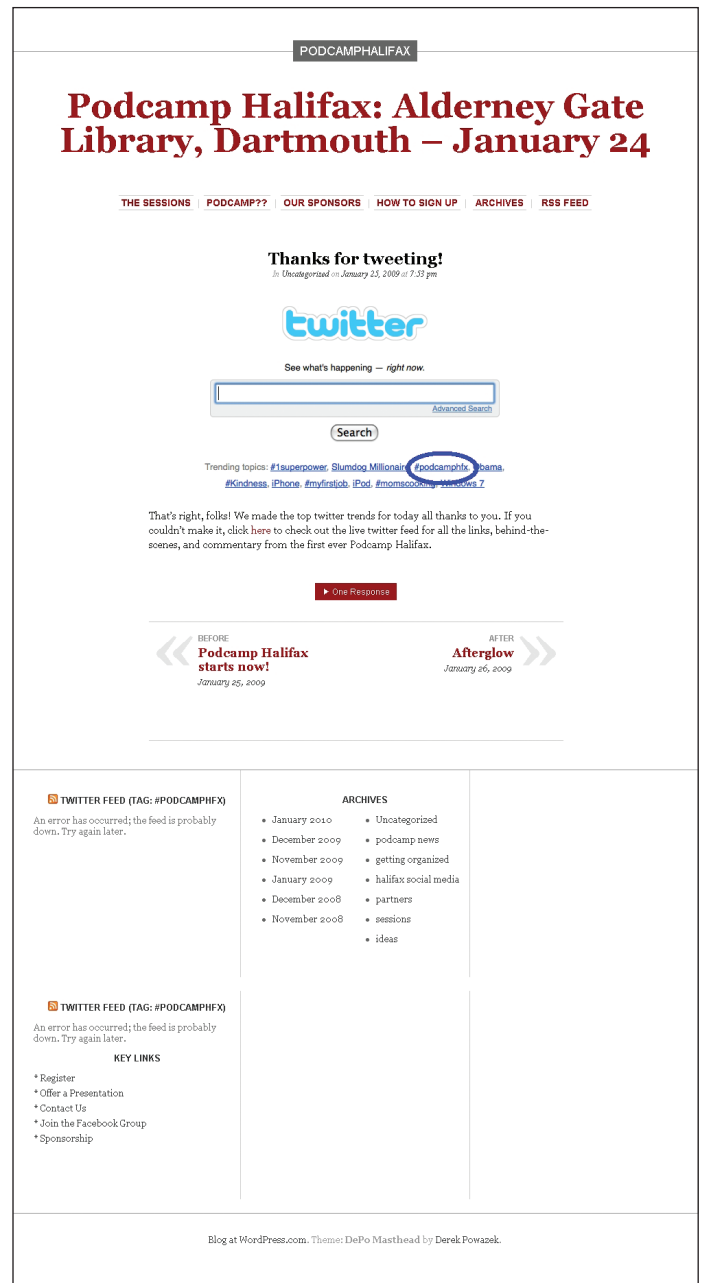 PODCAMPHALIFAX
Podcamp Halifax: Alderney Gate
Library, Dartmouth – January 24
THE SESSIONS | PODCAMP?? | OUR SPONSORS | HOW TO SIGN UP | ARCHIVES | RSS FEED
Thanks for tweeting!
In Uncategorized on January 25, 2009 at 7:53 pm
twitter
See what's happening — right now.
Advanced Search
Search
Trending topics: #1superpower, Slumdog Millionaire, #podcamphfx, Obama,
#Kindness, iPhone, #myfirstjob, iPod, #momscooking, Windows 7
That's right, folks! We made the top twitter trends for today all thanks to you. If you
couldn't make it, click here to check out the live twitter feed for all the links, behind-the-
scenes, and commentary from the first ever Podcamp Halifax.
▶ One Response
« BEFORE
Podcamp Halifax
starts now!
January 25, 2009
AFTER »
Afterglow
January 26, 2009
TWITTER FEED (TAG: #PODCAMPHFX)
An error has occurred; the feed is probably
down. Try again later.
ARCHIVES
• January 2010
• December 2009
• November 2009
• January 2009
• December 2008
• November 2008
• Uncategorized
• podcamp news
• getting organized
• halifax social media
• partners
• sessions
• ideas
TWITTER FEED (TAG: #PODCAMPHFX)
An error has occurred; the feed is probably
down. Try again later.
KEY LINKS
* Register
* Offer a Presentation
* Contact Us
* Join the Facebook Group
* Sponsorship
Blog at WordPress.com. Theme: DePo Masthead by Derek Powazek.